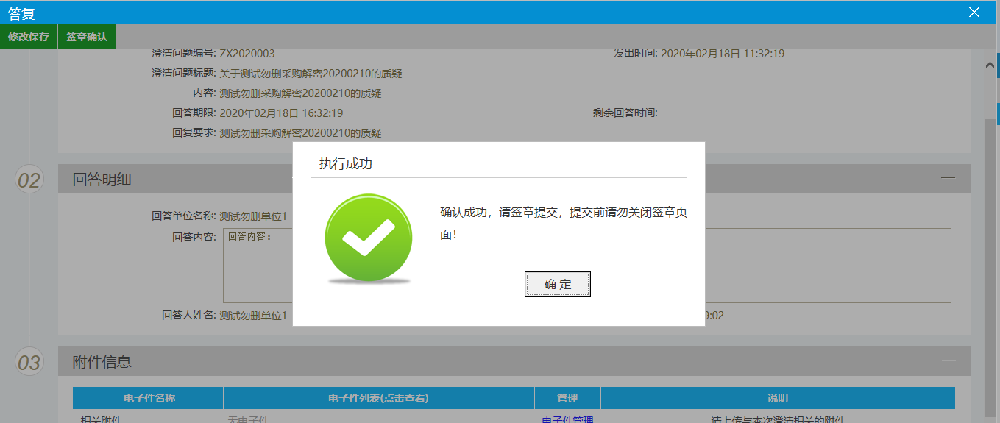 答复
修改保存 签章确认
澄清问题编号: ZX2020003 发出时间: 2020年02月18日 11:32:19
澄清问题标题: 关于测试勿删采购解密20200210的质疑
内容: 测试勿删采购解密20200210的质疑
回答期限: 2020年02月18日 16:32:19 剩余回答时间:
回复要求: 测试勿删采购解密20200210的质疑
执行成功
02 回答明细
确认成功，请签章提交，提交前请勿关闭签章页
面！
回答单位名称: 测试勿删单位1
回答内容: 回答内容：
确 定
回答人姓名: 测试勿删单位1 9:02
03 附件信息
电子件名称 电子件列表(点击查看) 管理 说明
相关附件 无电子件 电子件管理 请上传与本次澄清相关的附件